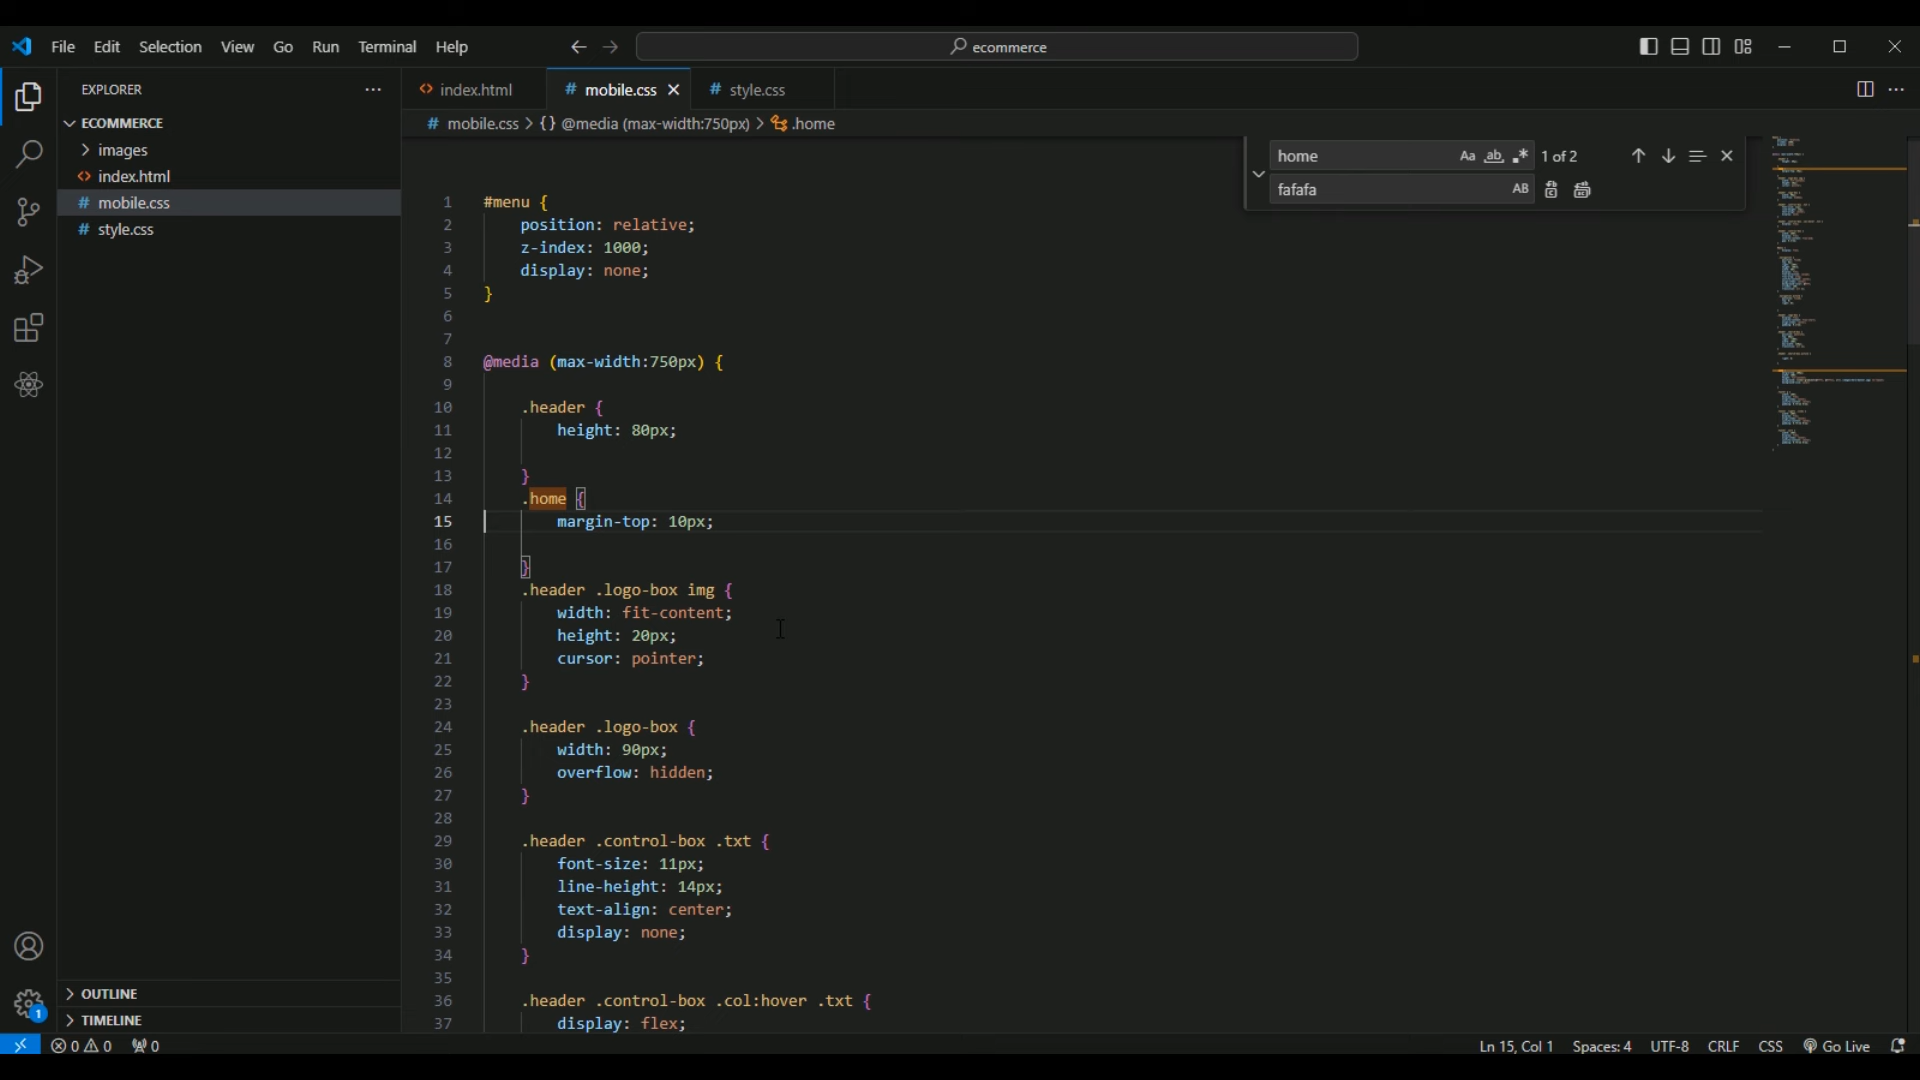 File Edit Selection View Go Run Terminal Help
ecommerce
EXPLORER
ECOMMERCE
images
index.html
mobile.css
style.css
OUTLINE
TIMELINE
index.html
mobile.css
style.css
# mobile.css > {} @media (max-width:750px) > .home
home Aa ab 1 of 2
fafafa AB
1 #menu {
2 position: relative;
3 z-index: 1000;
4 display: none;
5 }
6
7
8 @media (max-width:750px) {
9
10 .header {
11 height: 80px;
12
13 }
14 .home {
15 margin-top: 10px;
16
17 }
18 .header .logo-box img {
19 width: fit-content;
20 height: 20px;
21 cursor: pointer;
22 }
23
24 .header .logo-box {
25 width: 90px;
26 overflow: hidden;
27 }
28
29 .header .control-box .txt {
30 font-size: 11px;
31 line-height: 14px;
32 text-align: center;
33 display: none;
34 }
35
36 .header .control-box .col:hover .txt {
37 display: flex;
1
0 0 0
Ln 15, Col 1 Spaces: 4 UTF-8 CRLF CSS Go Live